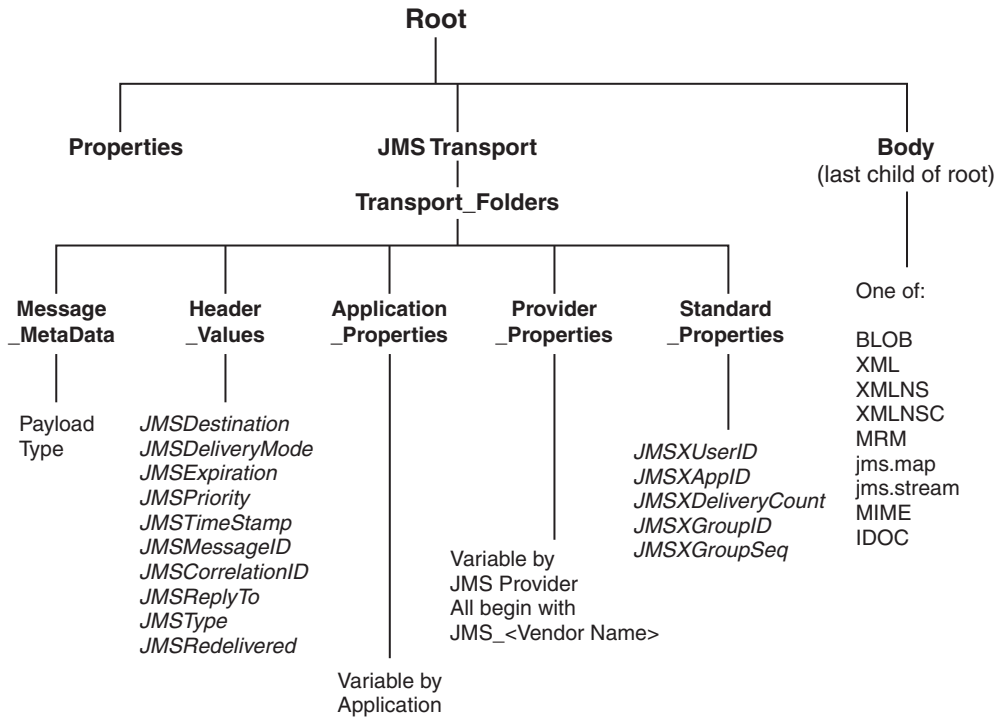 Root
Properties
JMS Transport
Body
(last child of root)
Transport_Folders
Message
_MetaData
Header
_Values
Application
_Properties
Provider
_Properties
Standard
_Properties
Payload
Type
JMSDestination
JMSDeliveryMode
JMSExpiration
JMSPriority
JMSTimeStamp
JMSMessageID
JMSCorrelationID
JMSReplyTo
JMSType
JMSRedelivered
Variable by
Application
Variable by
JMS Provider
All begin with
JMS_<Vendor Name>
JMSXUserID
JMSXAppID
JMSXDeliveryCount
JMSXGroupID
JMSXGroupSeq
One of:
BLOB
XML
XMLNS
XMLNSC
MRM
jms.map
jms.stream
MIME
IDOC